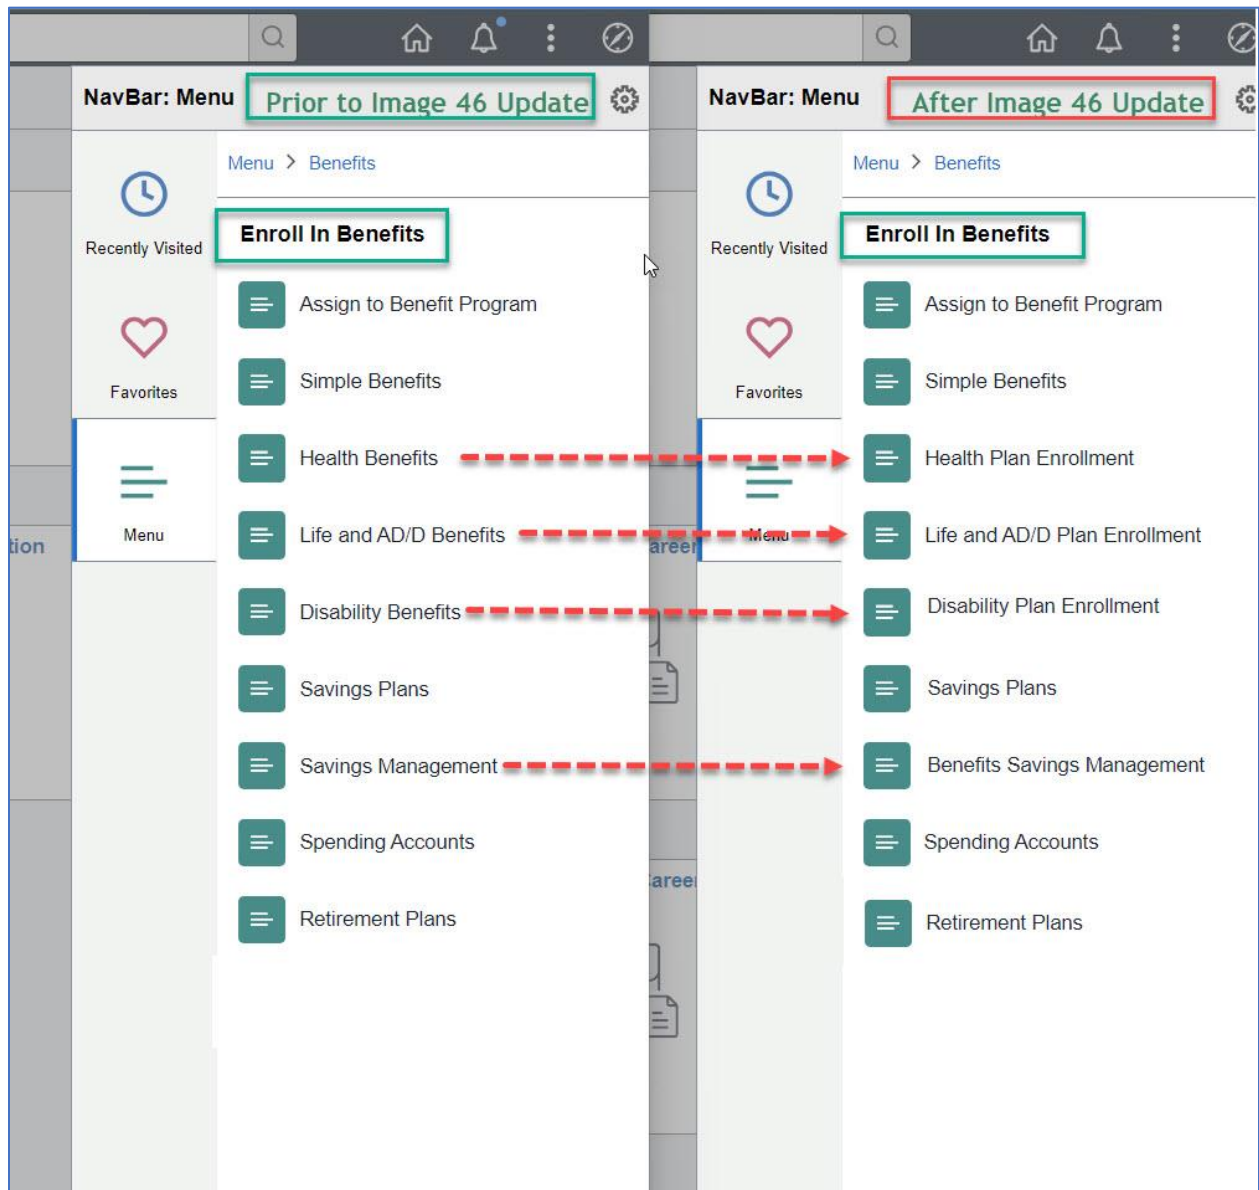 NavBar: Menu
Prior to Image 46 Update
Menu > Benefits
Recently Visited
Enroll In Benefits
Assign to Benefit Program
Simple Benefits
Favorites
Health Benefits
Menu
Life and AD/D Benefits
Disability Benefits
Savings Plans
Savings Management
Spending Accounts
Retirement Plans
tion
NavBar: Menu
After Image 46 Update
Menu > Benefits
Recently Visited
Enroll In Benefits
Assign to Benefit Program
Simple Benefits
Favorites
Health Plan Enrollment
Menu
Life and AD/D Plan Enrollment
Disability Plan Enrollment
Savings Plans
Benefits Savings Management
Spending Accounts
Retirement Plans
areer
Career